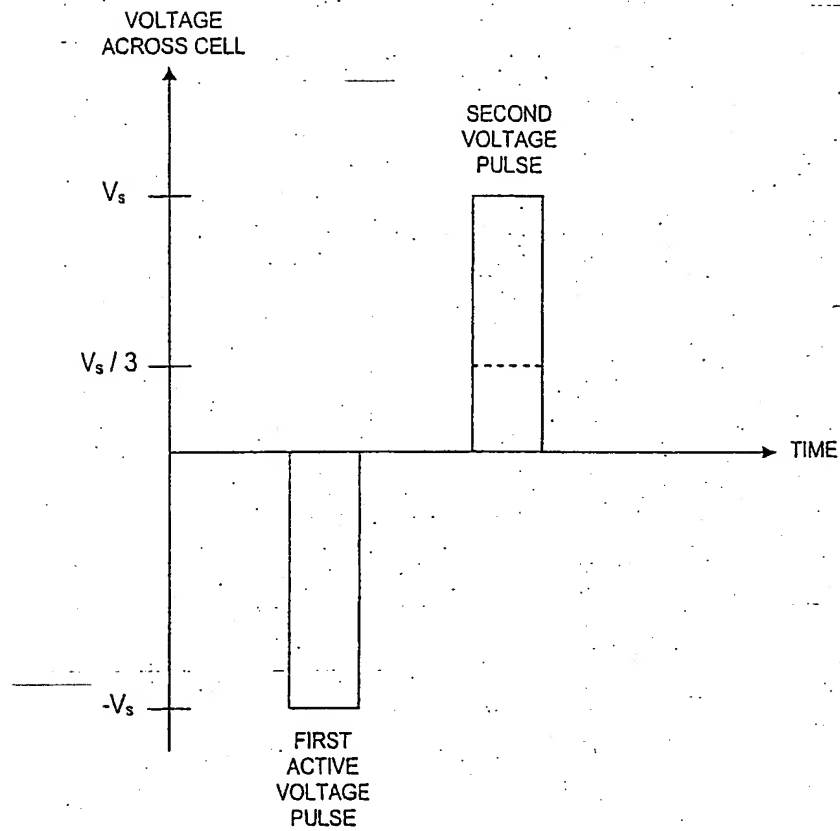 VOLTAGE
ACROSS CELL
SECOND
VOLTAGE
PULSE
Vs
Vs / 3
TIME
-Vs
FIRST
ACTIVE
VOLTAGE
PULSE